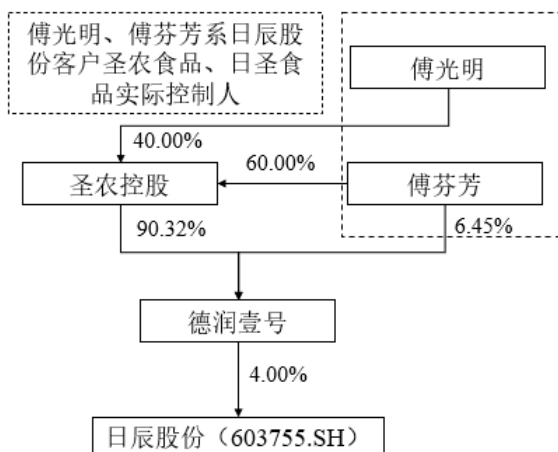 傅光明、傅芬芳系日辰股
份客户圣农食品、日圣食
品实际控制人
傅光明
40.00%
60.00%
圣农控股
傅芬芳
90.32%
6.45%
德润壹号
4.00%
日辰股份（603755.SH）